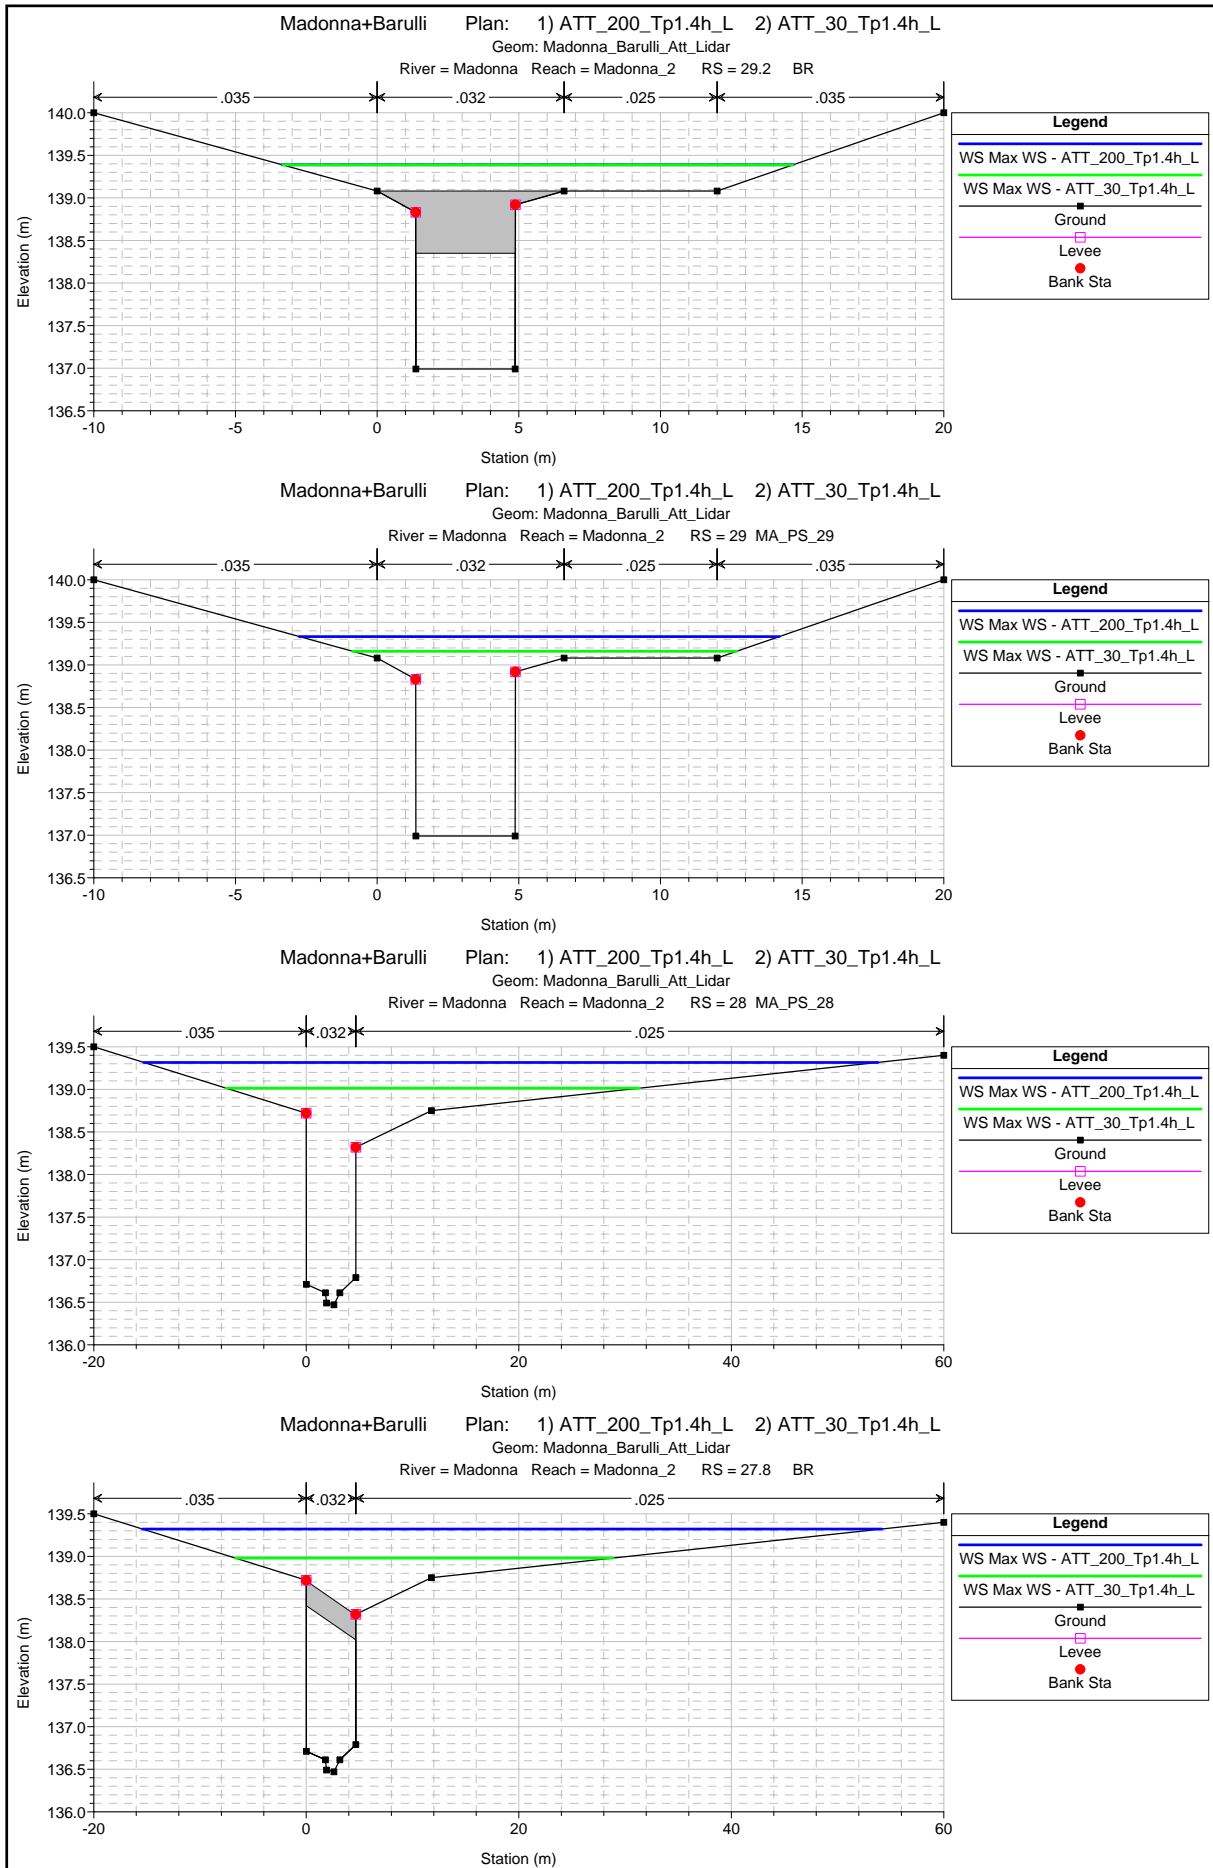 Madonna+Barulli Plan: 1) ATT_200_Tp1.4h_L 2) ATT_30_Tp1.4h_L
Geom: Madonna_Barulli_Att_Lidar
River = Madonna Reach = Madonna_2 RS = 29.2 BR
.035 .032 .025 .035
140.0
139.5
139.0
138.5
138.0
137.5
137.0
136.5
Elevation (m)
-10 -5 0 5 10 15 20
Station (m)
Legend
WS Max WS - ATT_200_Tp1.4h_L
WS Max WS - ATT_30_Tp1.4h_L
Ground
Levee
Bank Sta
Madonna+Barulli Plan: 1) ATT_200_Tp1.4h_L 2) ATT_30_Tp1.4h_L
Geom: Madonna_Barulli_Att_Lidar
River = Madonna Reach = Madonna_2 RS = 29 MA_PS_29
.035 .032 .025 .035
140.0
139.5
139.0
138.5
138.0
137.5
137.0
136.5
Elevation (m)
-10 -5 0 5 10 15 20
Station (m)
Legend
WS Max WS - ATT_200_Tp1.4h_L
WS Max WS - ATT_30_Tp1.4h_L
Ground
Levee
Bank Sta
Madonna+Barulli Plan: 1) ATT_200_Tp1.4h_L 2) ATT_30_Tp1.4h_L
Geom: Madonna_Barulli_Att_Lidar
River = Madonna Reach = Madonna_2 RS = 28 MA_PS_28
.035 .032 .025
139.5
139.0
138.5
138.0
137.5
137.0
136.5
136.0
Elevation (m)
-20 0 20 40 60
Station (m)
Legend
WS Max WS - ATT_200_Tp1.4h_L
WS Max WS - ATT_30_Tp1.4h_L
Ground
Levee
Bank Sta
Madonna+Barulli Plan: 1) ATT_200_Tp1.4h_L 2) ATT_30_Tp1.4h_L
Geom: Madonna_Barulli_Att_Lidar
River = Madonna Reach = Madonna_2 RS = 27.8 BR
.035 .032 .025
139.5
139.0
138.5
138.0
137.5
137.0
136.5
136.0
Elevation (m)
-20 0 20 40 60
Station (m)
Legend
WS Max WS - ATT_200_Tp1.4h_L
WS Max WS - ATT_30_Tp1.4h_L
Ground
Levee
Bank Sta